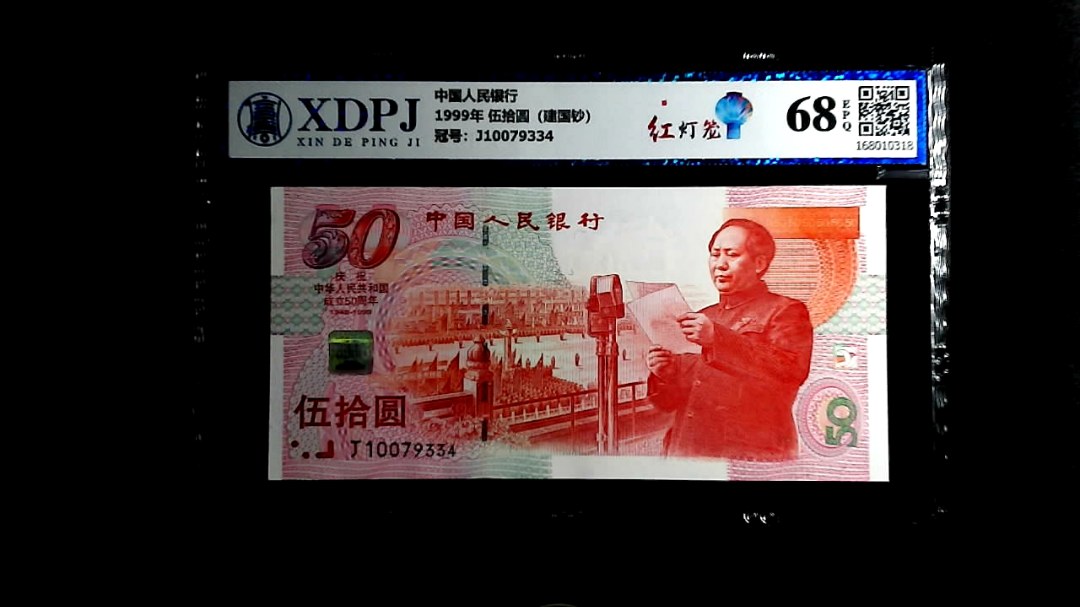 XDPJ
XIN DE PING JI
中国人民银行
1999年 伍拾圆（建国钞）
冠号：J10079334
红灯笼
68
EPQ
168010318
50
中国人民银行
庆祝
中华人民共和国
成立50周年
1949-1999
伍拾圆
J10079334
50